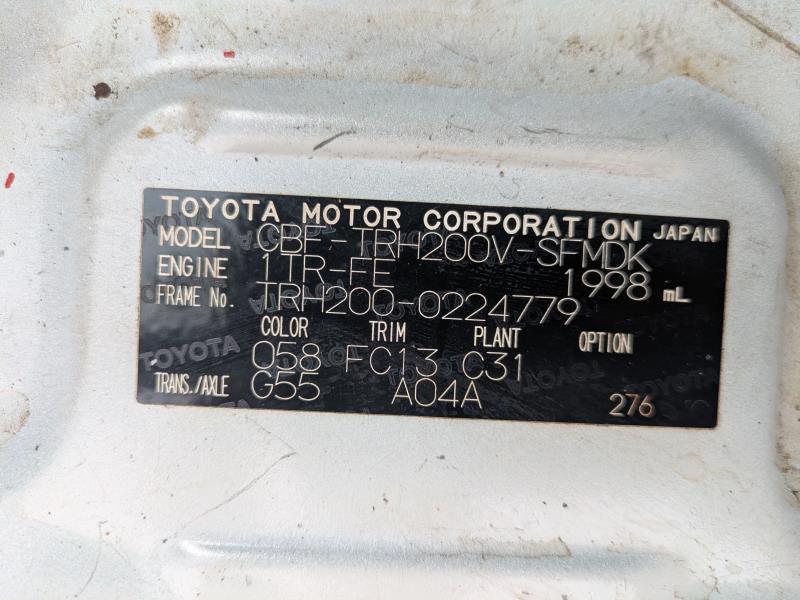 TOYOTA MOTOR CORPORATION JAPAN
MODEL CBF-TRH200V-SFMDK
ENGINE 1TR-FE 1998 mL
FRAME No. TRH200-0224779
COLOR TRIM PLANT OPTION
058 FC13 C31
TRANS./AXLE G55 A04A
276